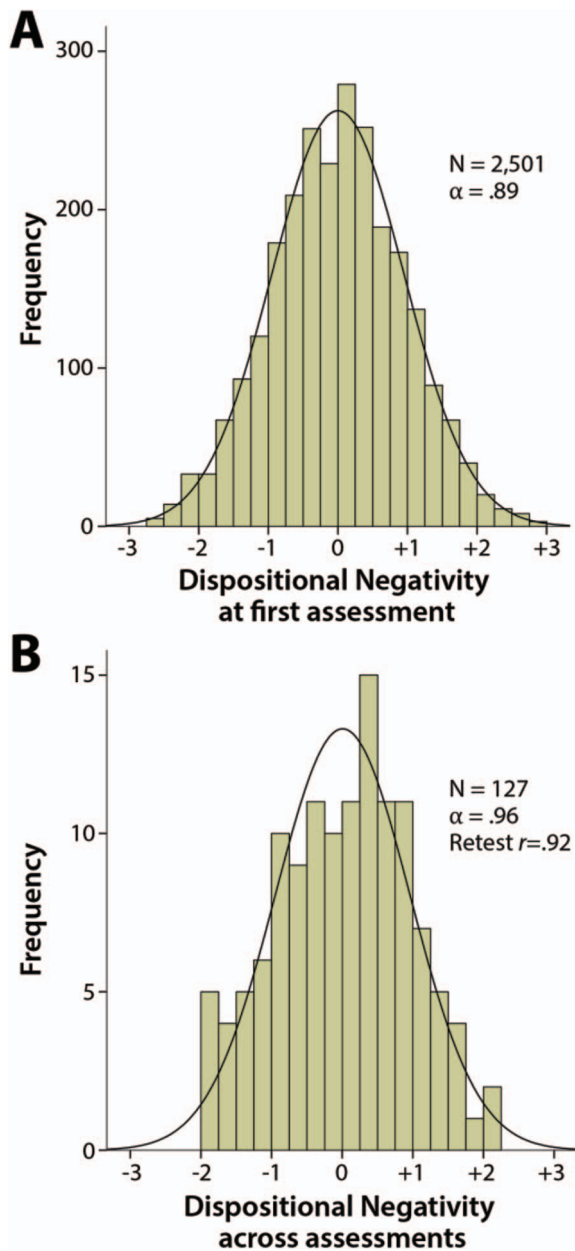 A
300
200
100
0
Frequency
N = 2,501
α = .89
-3 -2 -1 0 +1 +2 +3
Dispositional Negativity
at first assessment
B
15
10
5
0
Frequency
N = 127
α = .96
Retest r=.92
-3 -2 -1 0 +1 +2 +3
Dispositional Negativity
across assessments